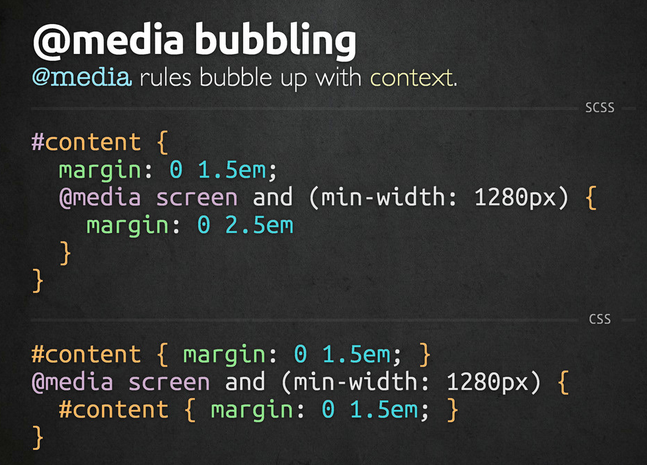 @media bubbling
@media rules bubble up with context.
SCSS
#content {
  margin: 0 1.5em;
  @media screen and (min-width: 1280px) {
    margin: 0 2.5em
  }
}
CSS
#content { margin: 0 1.5em; }
@media screen and (min-width: 1280px) {
  #content { margin: 0 1.5em; }
}